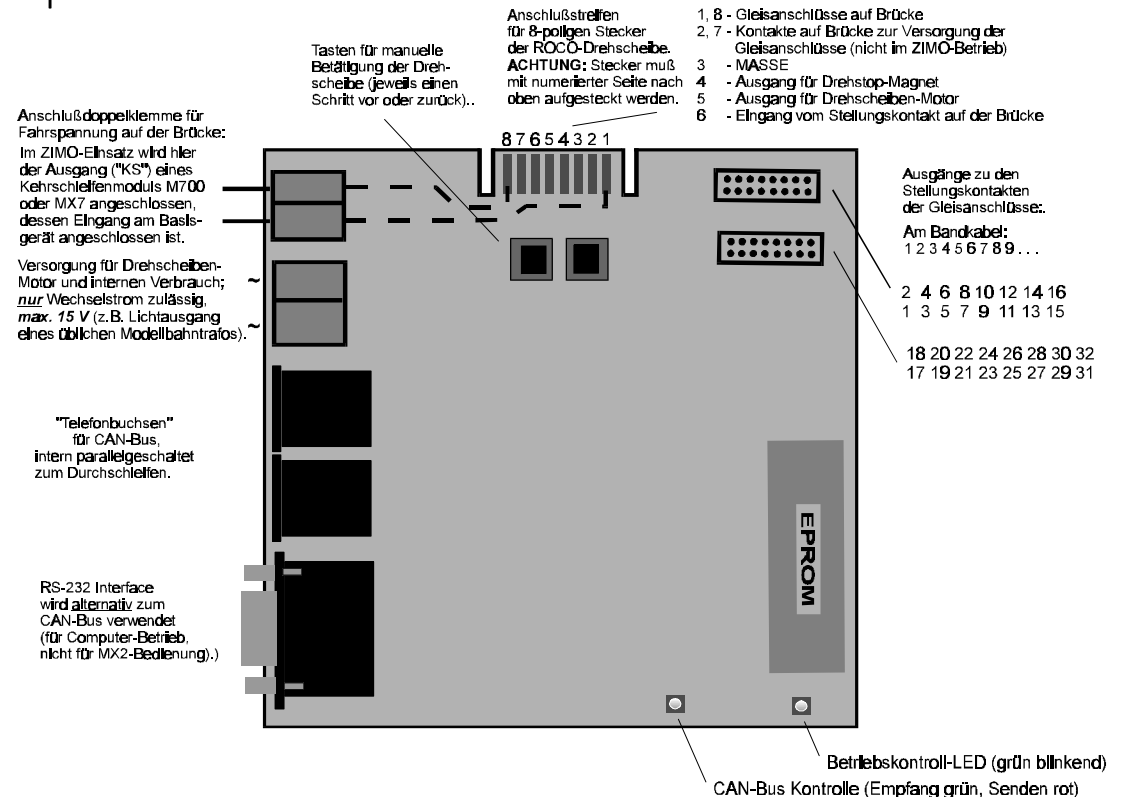 Anschlußstreifen
für 8-poligen Stecker
der ROCO-Drehscheibe.
ACHTUNG: Stecker muß
mit numerierter Seite nach
oben aufgesteckt werden.
1, 8 - Gleisanschlüsse auf Brücke
2, 7 - Kontakte auf Brücke zur Versorgung der
Gleisanschlüsse (nicht im ZIMO-Betrieb)
3 - MASSE
4 - Ausgang für Drehstop-Magnet
5 - Ausgang für Drehscheiben-Motor
6 - Eingang vom Stellungskontakt auf der Brücke
Tasten für manuelle
Betätigung der Dreh-
scheibe (jeweils einen
Schritt vor oder zurück)..
8 7 6 5 4 3 2 1
Anschlußdoppelklemme für
Fahrspannung auf der Brücke:
Im ZIMO-Einsatz wird hier
der Ausgang ("KS") eines
Kehrschleifenmoduls M700
oder MX7 angeschlossen,
dessen Eingang am Basis-
gerät angeschlossen ist.
Versorgung für Drehscheiben-
Motor und internen Verbrauch;
nur Wechselstrom zulässig,
max. 15 V (z.B. Lichtausgang
eines üblichen Modellbahntrafos).
~
~
Ausgänge zu den
Stellungskontakten
der Gleisanschlüsse:.
Am Bandkabel:
1 2 3 4 5 6 7 8 9 . . .
2 4 6 8 10 12 14 16
1 3 5 7 9 11 13 15
18 20 22 24 26 28 30 32
17 19 21 23 25 27 29 31
"Telefonbuchsen"
für CAN-Bus,
intern parallelgeschaltet
zum Durchschleifen.
RS-232 Interface
wird alternativ zum
CAN-Bus verwendet
(für Computer-Betrieb,
nicht für MX2-Bedienung).)
EPROM
Betriebskontroll-LED (grün blinkend)
CAN-Bus Kontrolle (Empfang grün, Senden rot)